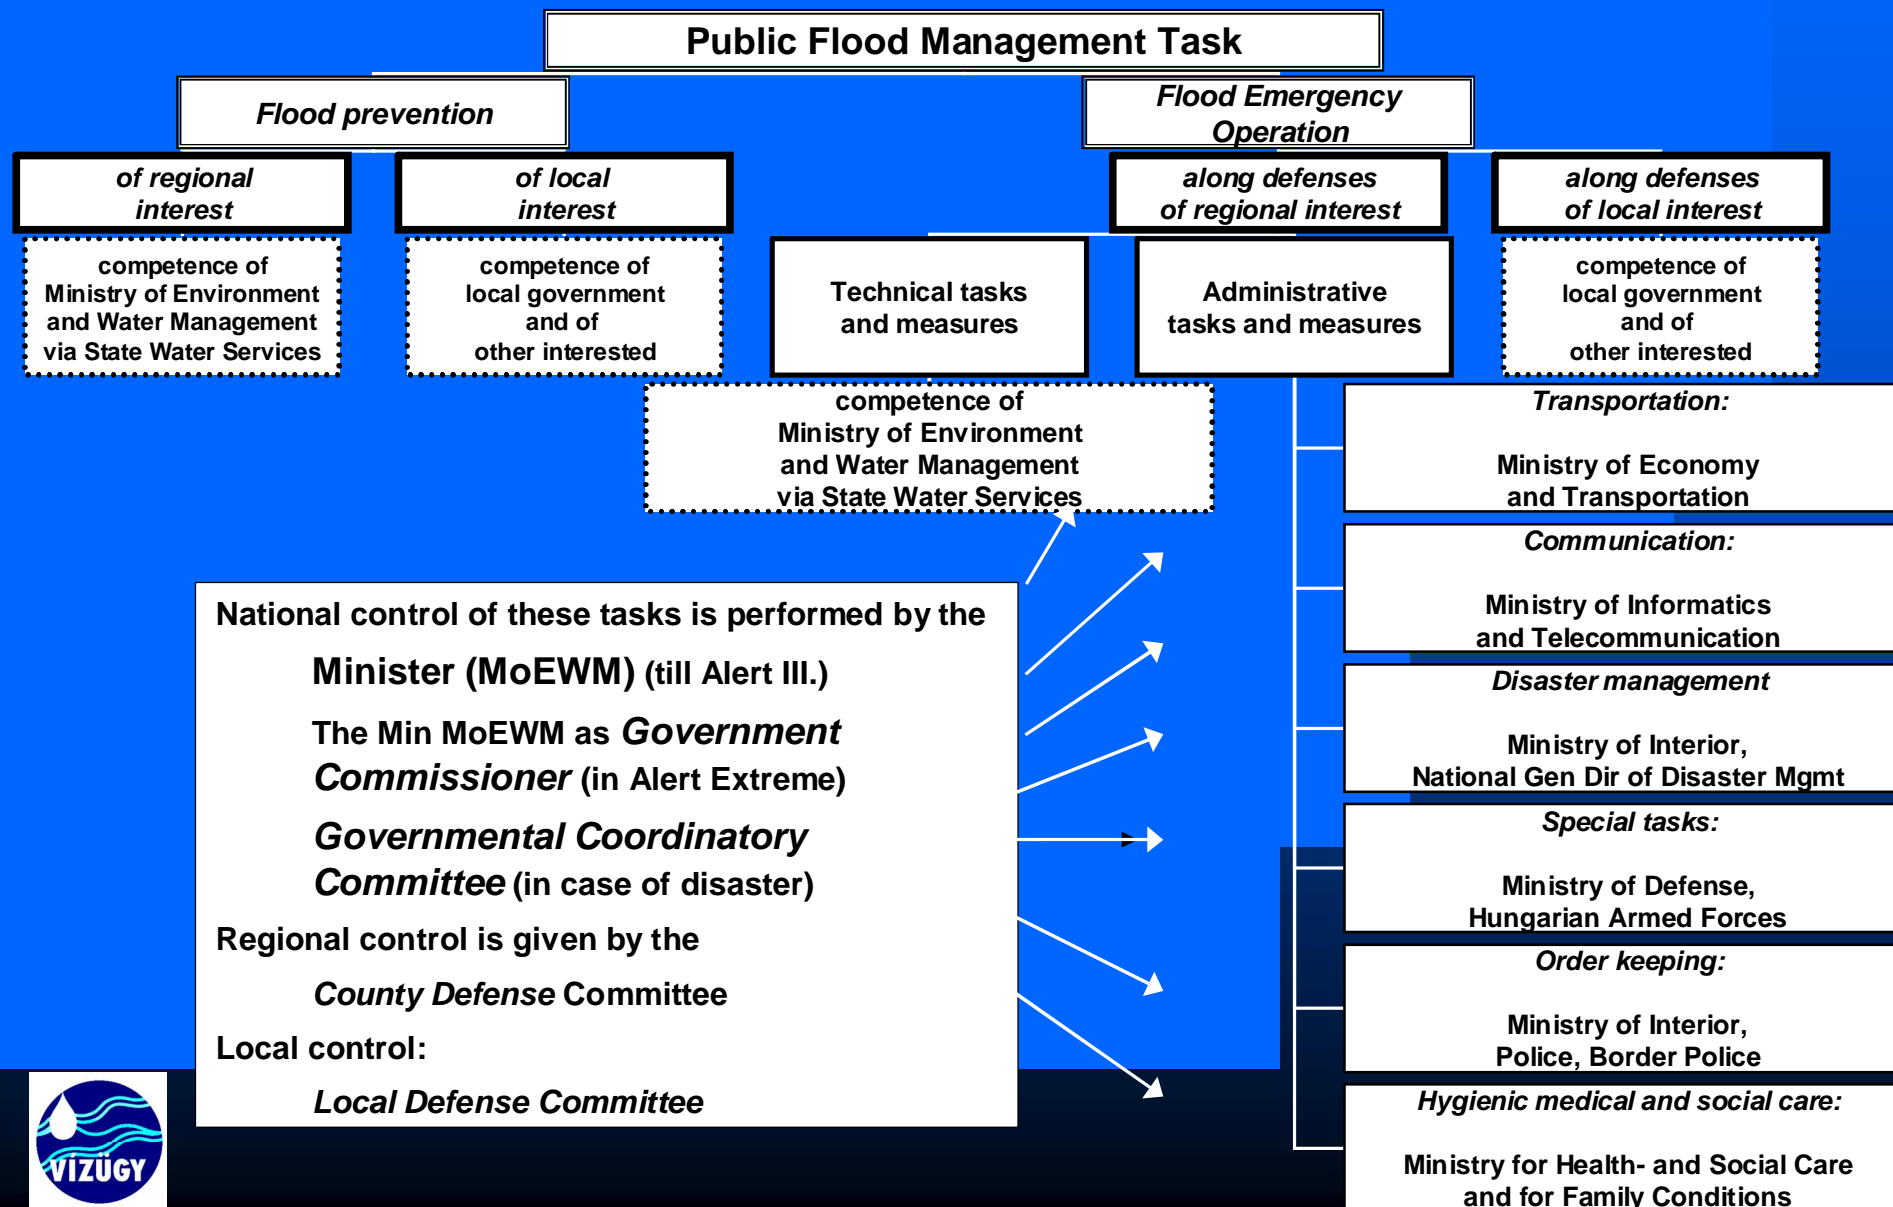 Public Flood Management Task
Flood prevention
Flood Emergency
Operation
of regional
interest
of local
interest
along defenses
of regional interest
along defenses
of local interest
competence of
Ministry of Environment
and Water Management
via State Water Services
competence of
local government
and of
other interested
Technical tasks
and measures
Administrative
tasks and measures
competence of
local government
and of
other interested
competence of
Ministry of Environment
and Water Management
via State Water Services
Transportation:
Ministry of Economy
and Transportation
Communication:
Ministry of Informatics
and Telecommunication
Disaster management
Ministry of Interior,
National Gen Dir of Disaster Mgmt
Special tasks:
Ministry of Defense,
Hungarian Armed Forces
Order keeping:
Ministry of Interior,
Police, Border Police
Hygienic medical and social care:
Ministry for Health- and Social Care
and for Family Conditions
National control of these tasks is performed by the
Minister (MoEWM) (till Alert III.)
The Min MoEWM as Government
Commissioner (in Alert Extreme)
Governmental Coordinatory
Committee (in case of disaster)
Regional control is given by the
County Defense Committee
Local control:
Local Defense Committee
VÍZÜGY